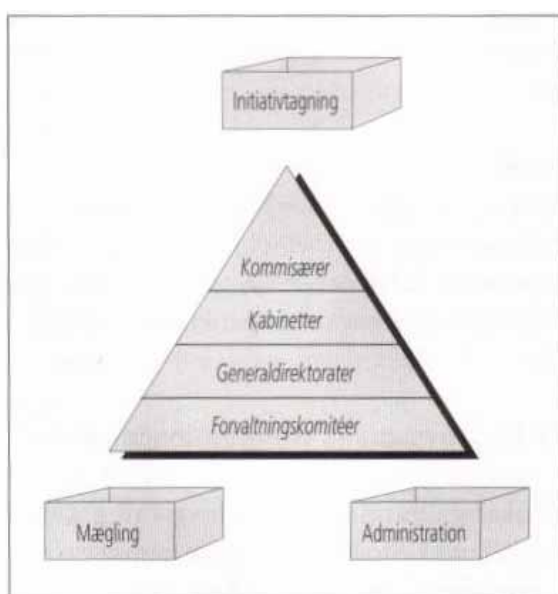 Initiativtagning
Kommisærer
Kabinetter
Generaldirektorater
Forvaltningskomitéer
Mægling
Administration